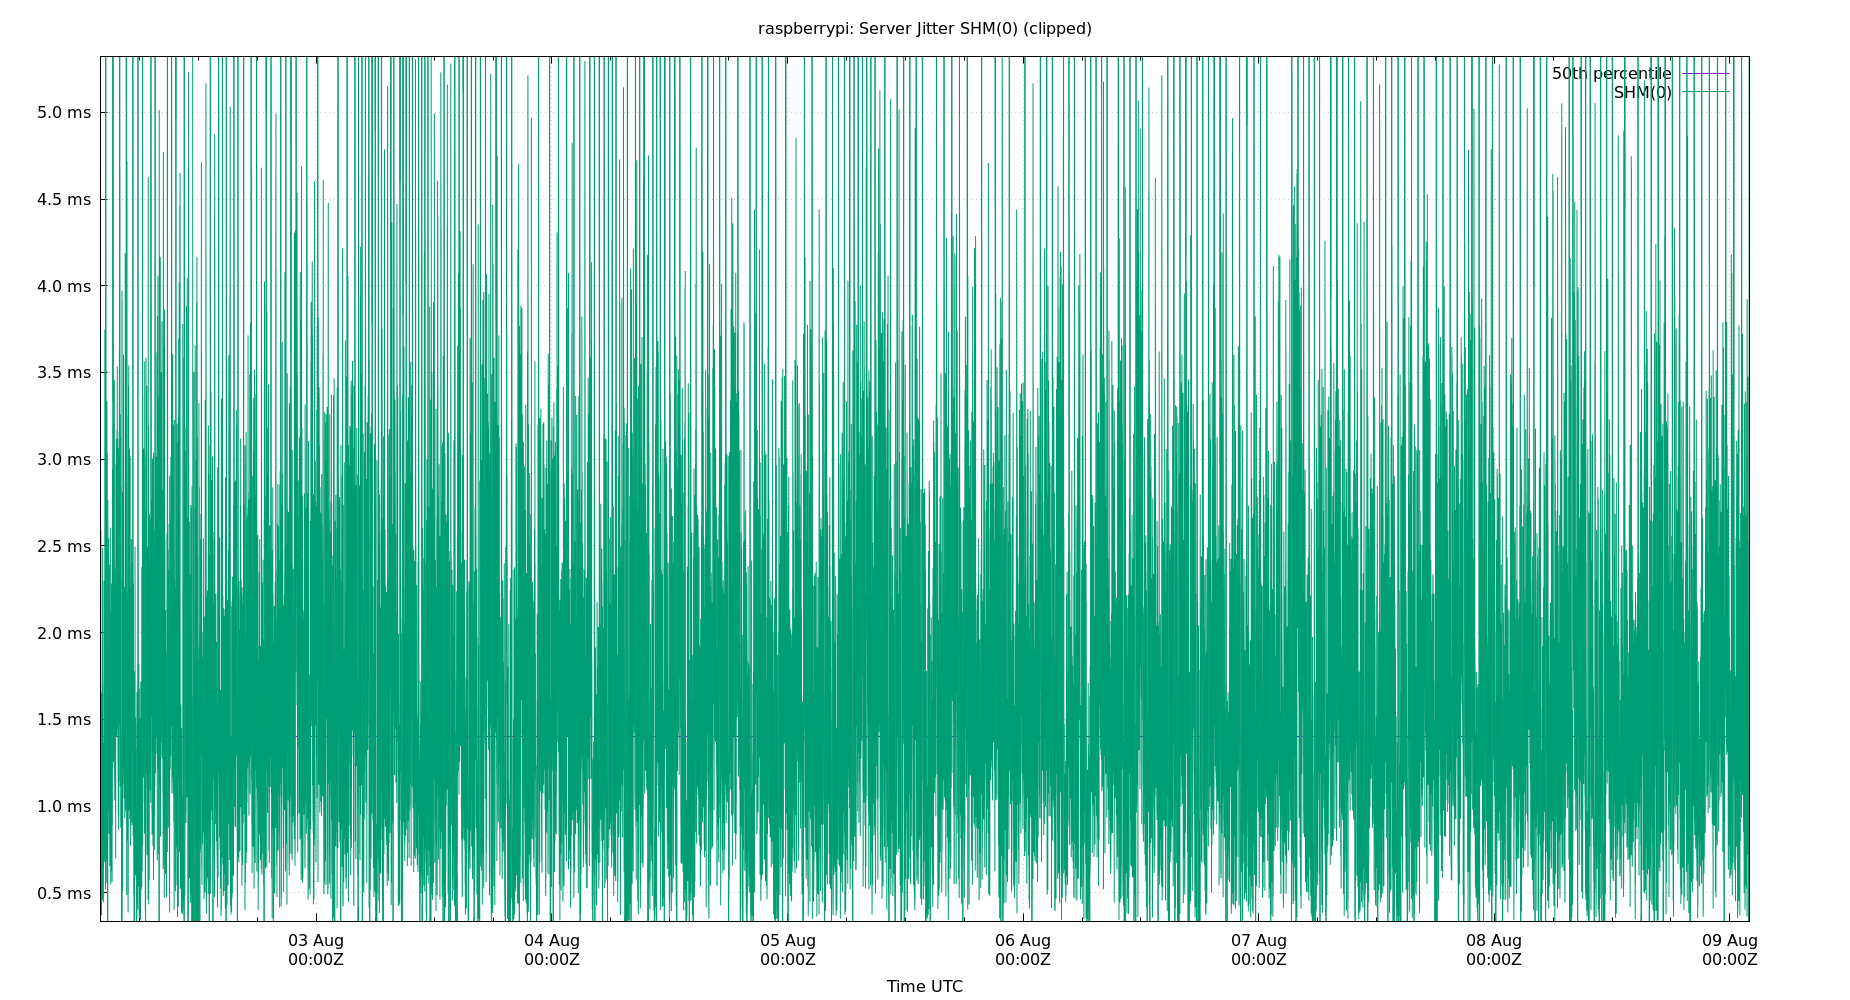 raspberrypi: Server Jitter SHM(0) (clipped)
50th percentile
SHM(0)
5.0 ms
4.5 ms
4.0 ms
3.5 ms
3.0 ms
2.5 ms
2.0 ms
1.5 ms
1.0 ms
0.5 ms
03 Aug 04 Aug 05 Aug 06 Aug 07 Aug 08 Aug 09 Aug
00:00Z 00:00Z 00:00Z 00:00Z 00:00Z 00:00Z 00:00Z
Time UTC